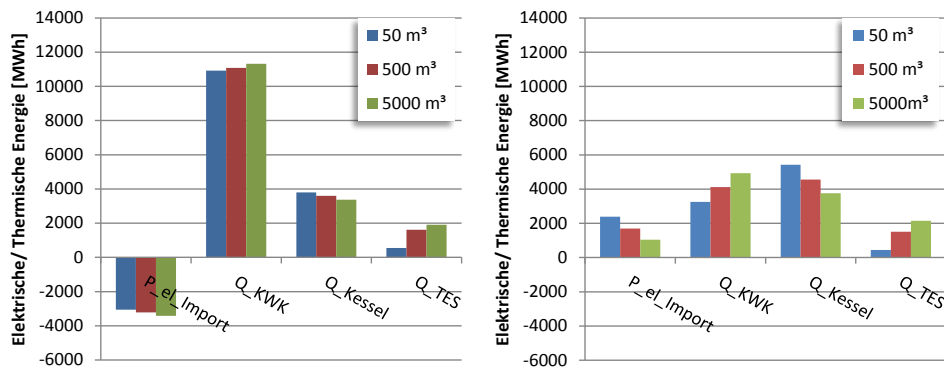 Elektrische/ Thermische Energie [MWh]
14000
12000
10000
8000
6000
4000
2000
0
-2000
-4000
-6000
P_el_Import
Q_KWK
Q_Kessel
Q_TES
50 m³
500 m³
5000 m³
Elektrische/ Thermische Energie [MWh]
14000
12000
10000
8000
6000
4000
2000
0
-2000
-4000
-6000
P_el_Import
Q_KWK
Q_Kessel
Q_TES
50 m³
500 m³
5000m³